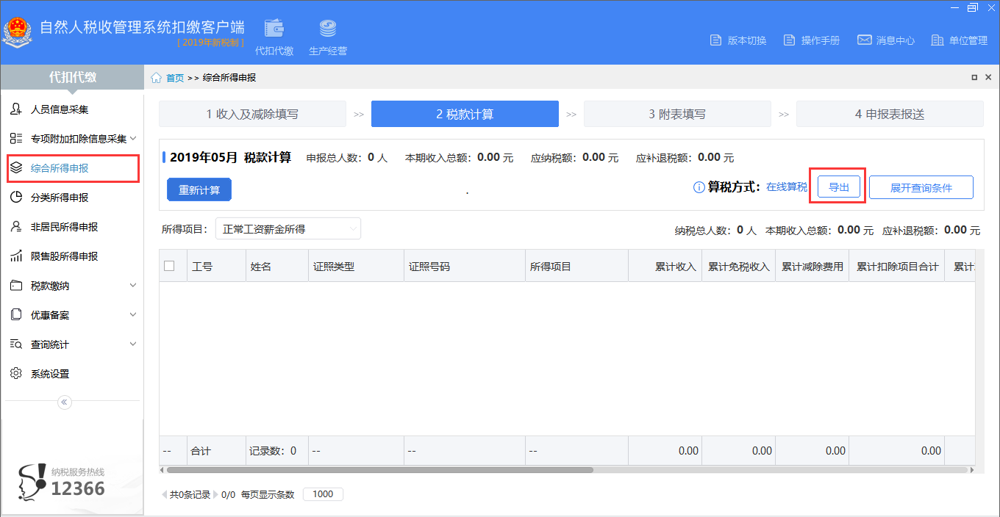 自然人税收管理系统扣缴客户端
[ 2019年新税制 ]
代扣代缴
生产经营
版本切换
操作手册
消息中心
单位管理
代扣代缴
首页 >> 综合所得申报
人员信息采集
专项附加扣除信息采集
综合所得申报
分类所得申报
非居民所得申报
限售股所得申报
税款缴纳
优惠备案
查询统计
系统设置
«
纳税服务热线
12366
1 收入及减除填写 >> 2 税款计算 >> 3 附表填写 >> 4 申报表报送
2019年05月 税款计算 申报总人数: 0 人 本期收入总额: 0.00 元 应纳税额: 0.00 元 应补退税额: 0.00 元
重新计算 . 算税方式: 在线算税 导出 展开查询条件
所得项目: 正常工资薪金所得
纳税总人数: 0 人 本期收入总额: 0.00 元 应补退税额: 0.00 元
工号 姓名 证照类型 证照号码 所得项目 累计收入 累计免税收入 累计减除费用 累计扣除项目合计 累计
-- 合计 记录数: 0 -- -- -- 0.00 0.00 0.00 0.00
共0条记录 0/0 每页显示条数 1000